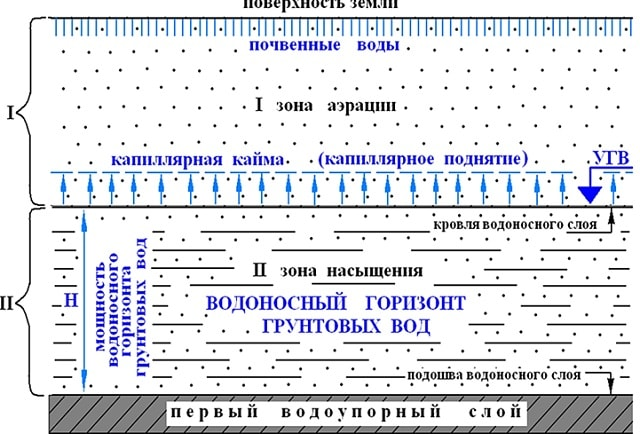 поверхность земли
почвенные воды
I
I зона аэрации
капиллярная кайма (капиллярное поднятие)
УГВ
кровля водоносного слоя
II
II зона насыщения
H
мощность
водоносного
горизонта
грунтовых вод
ВОДОНОСНЫЙ ГОРИЗОНТ
ГРУНТОВЫХ ВОД
подошва водоносного слоя
первый водоупорный слой